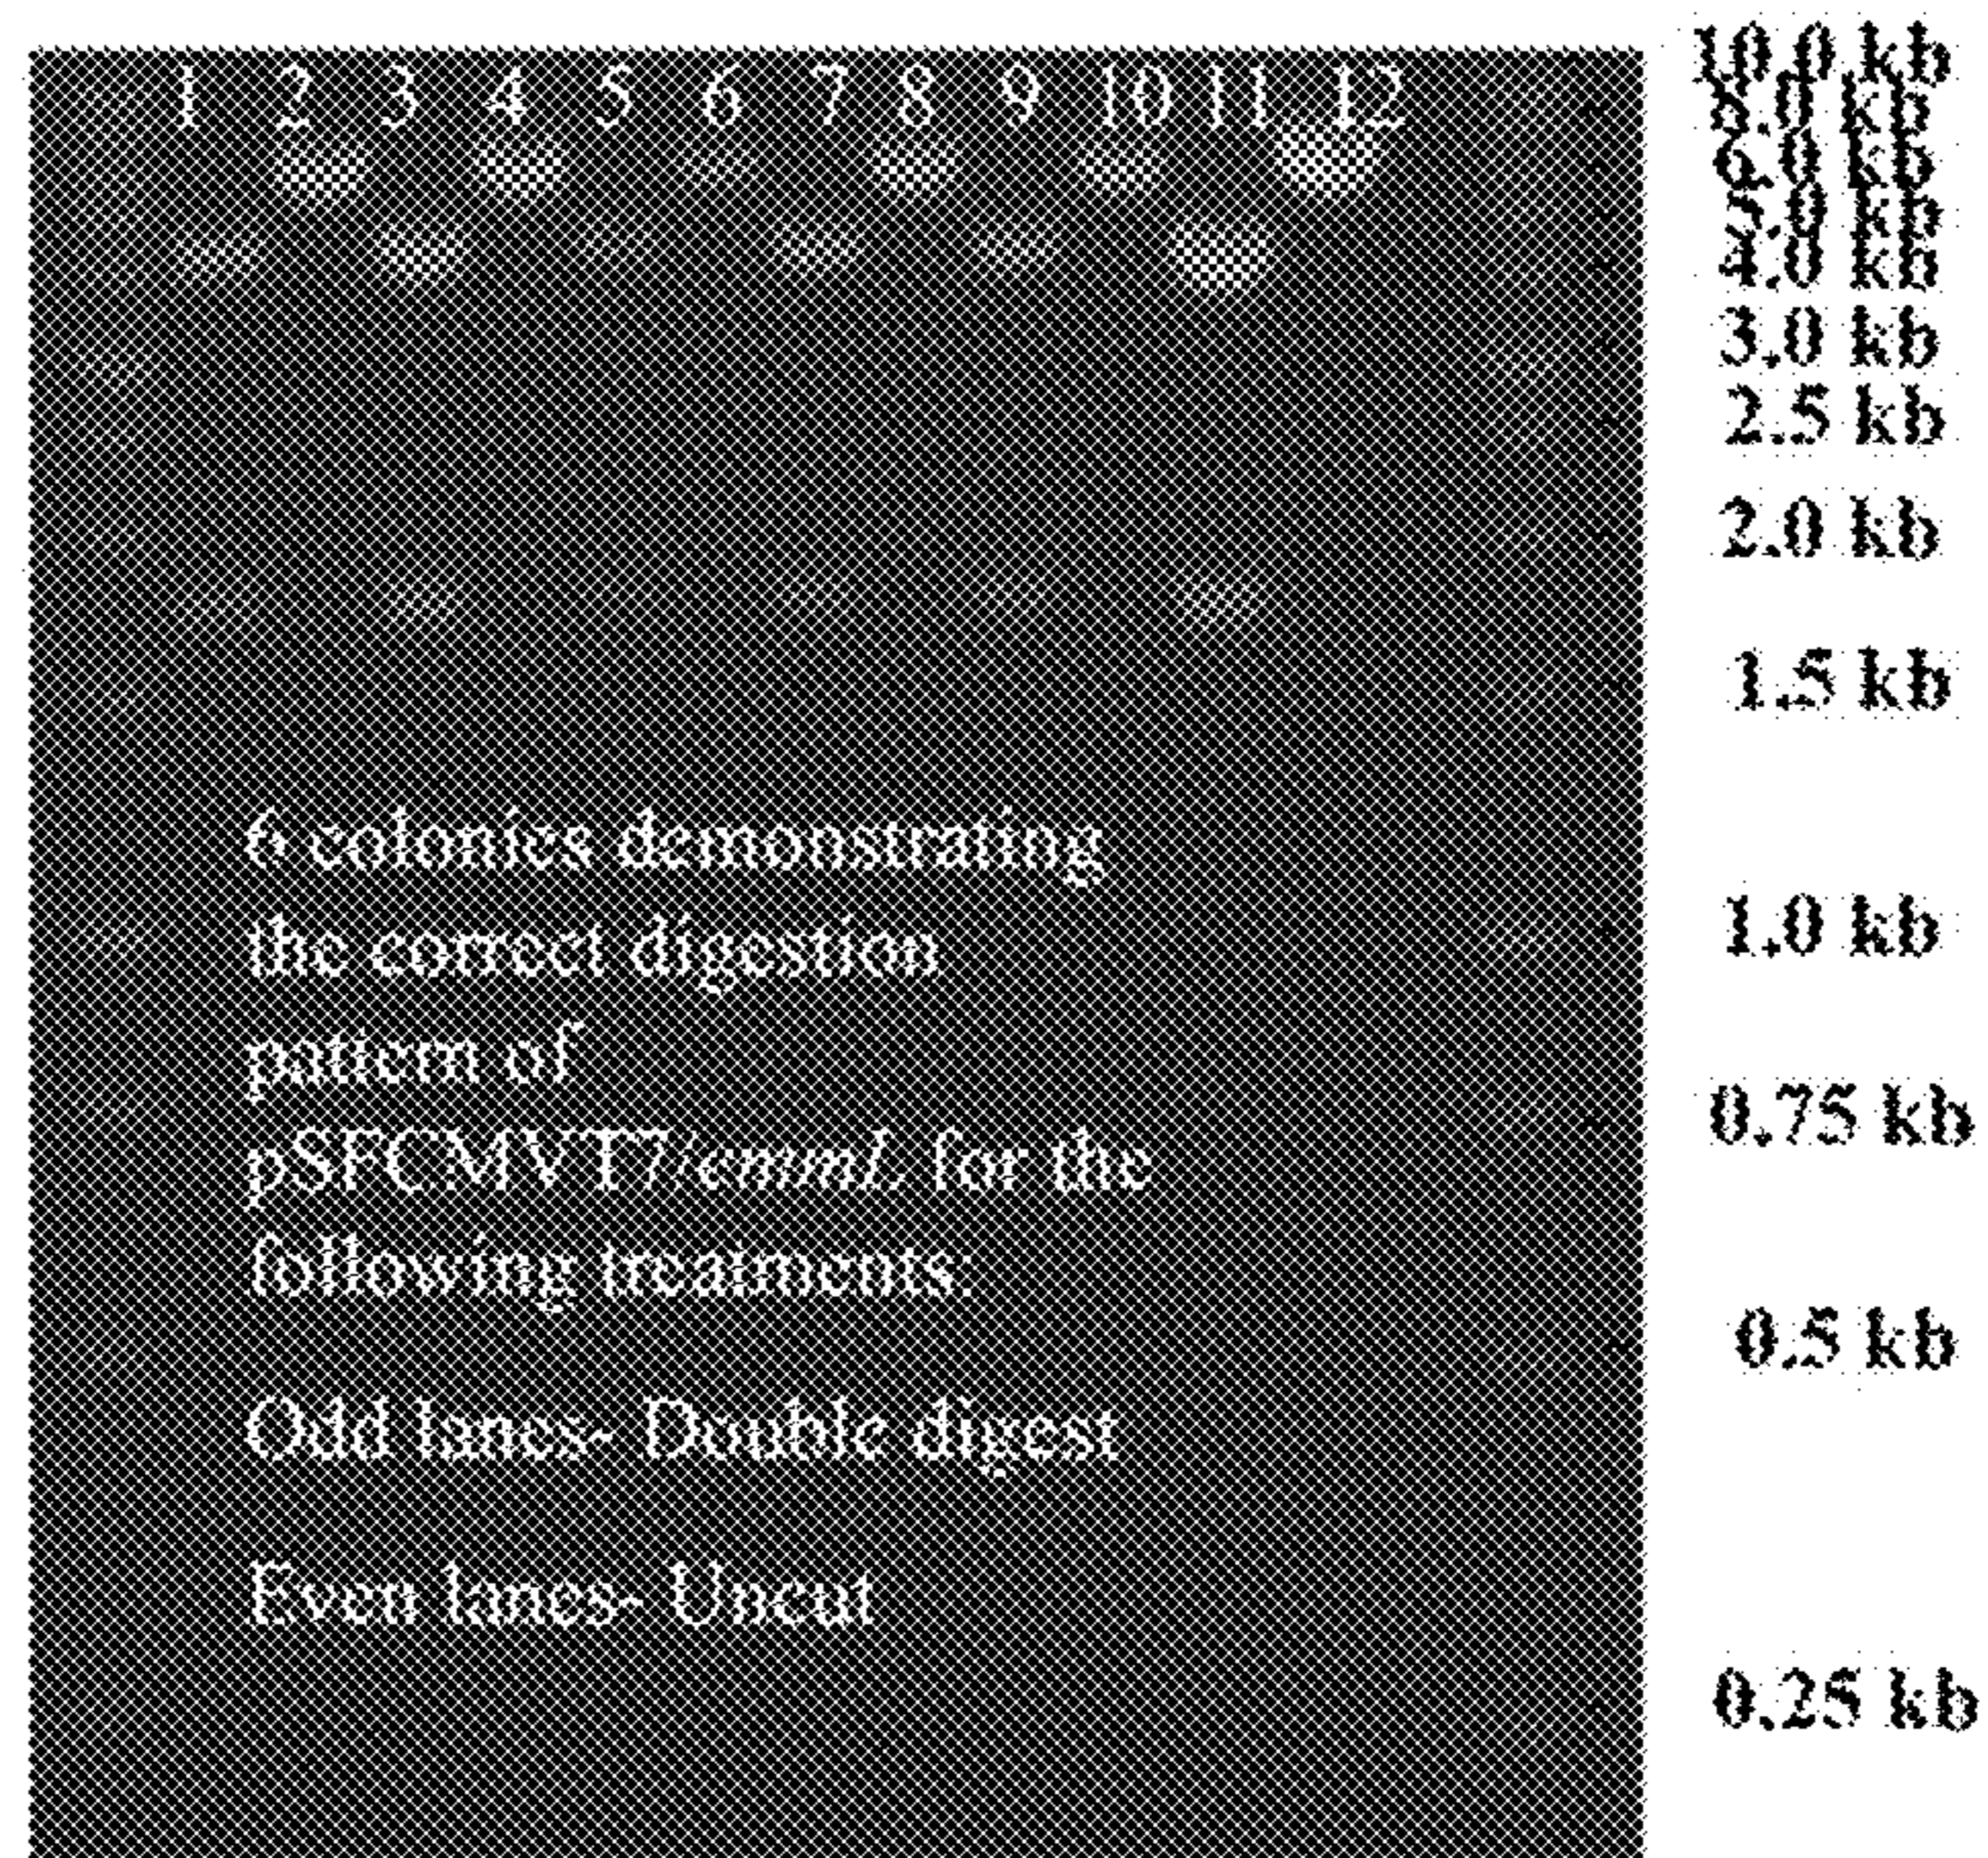 1 2 3 4 5 6 7 8 9 10 11 12
10.0 kb
8.0 kb
6.0 kb
5.0 kb
4.0 kb
3.0 kb
2.5 kb
2.0 kb
1.5 kb
1.0 kb
0.75 kb
0.5 kb
0.25 kb
6 colonies demonstrating
the correct digestion
pattern of
pSFCMVT7/emmL for the
following treatments:
Odd lanes- Double digest
Even lanes- Uncut